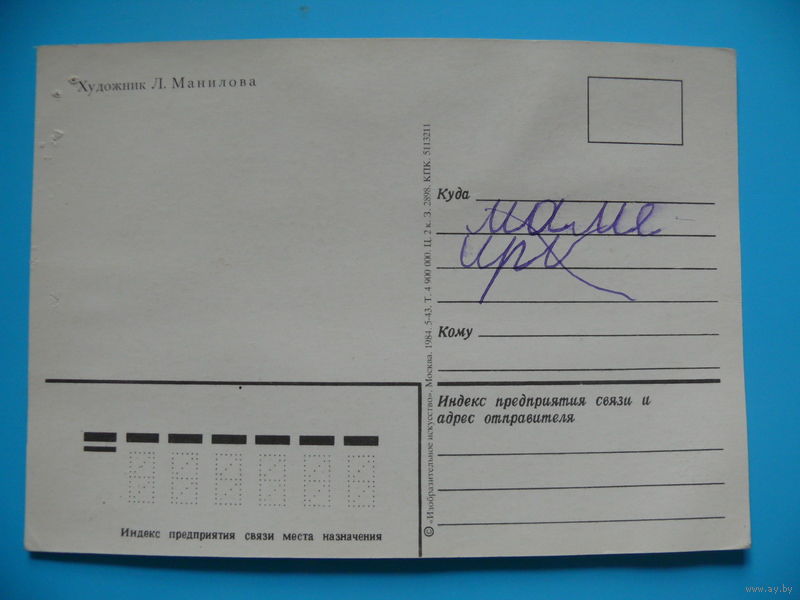 Художник Л. Манилова
© «Изобразительное искусство». Москва. 1984. 5-43. Т. 4 900 000. Ц. 2 к. З. 2898. КПК. 5113211
Куда
маме
Кому
Индекс предприятия связи и
адрес отправителя
Индекс предприятия связи места назначения
www.ay.by